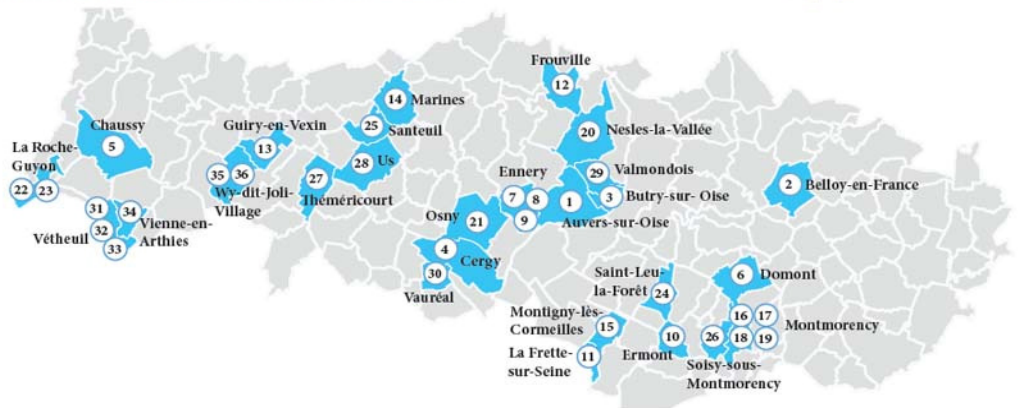 Frouville
12
14 Marines
Chaussy
5
Guiry-en-Vexin
13
25 Santeuil
20 Nesles-la-Vallée
La Roche-
Guyon
22 23
35 36
Wy-dit-Joli-
Village
27
Théméricourt
28 Us
Ennery
7 8
9
1
Auvers-sur-Oise
29 Valmondois
3 Butry-sur- Oise
2 Belloy-en-France
31
32
33
34
Vétheuil
Vienne-en-
Arthies
Osny
21
4
Cergy
30
Vauréal
Saint-Leu-
la-Forêt
24
6 Domont
Montigny-lès-
Cormeilles
15
16 17
18 19
Montmorency
La Frette-
sur-Seine
11
10
Ermont
26
Soisy-sous-
Montmorency